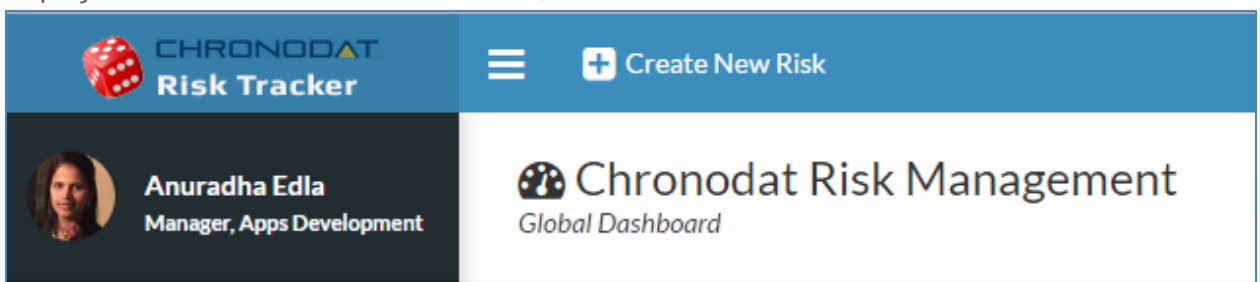 CHRONODAT
Risk Tracker
Create New Risk
Anuradha Edla
Manager, Apps Development
Chronodat Risk Management
Global Dashboard